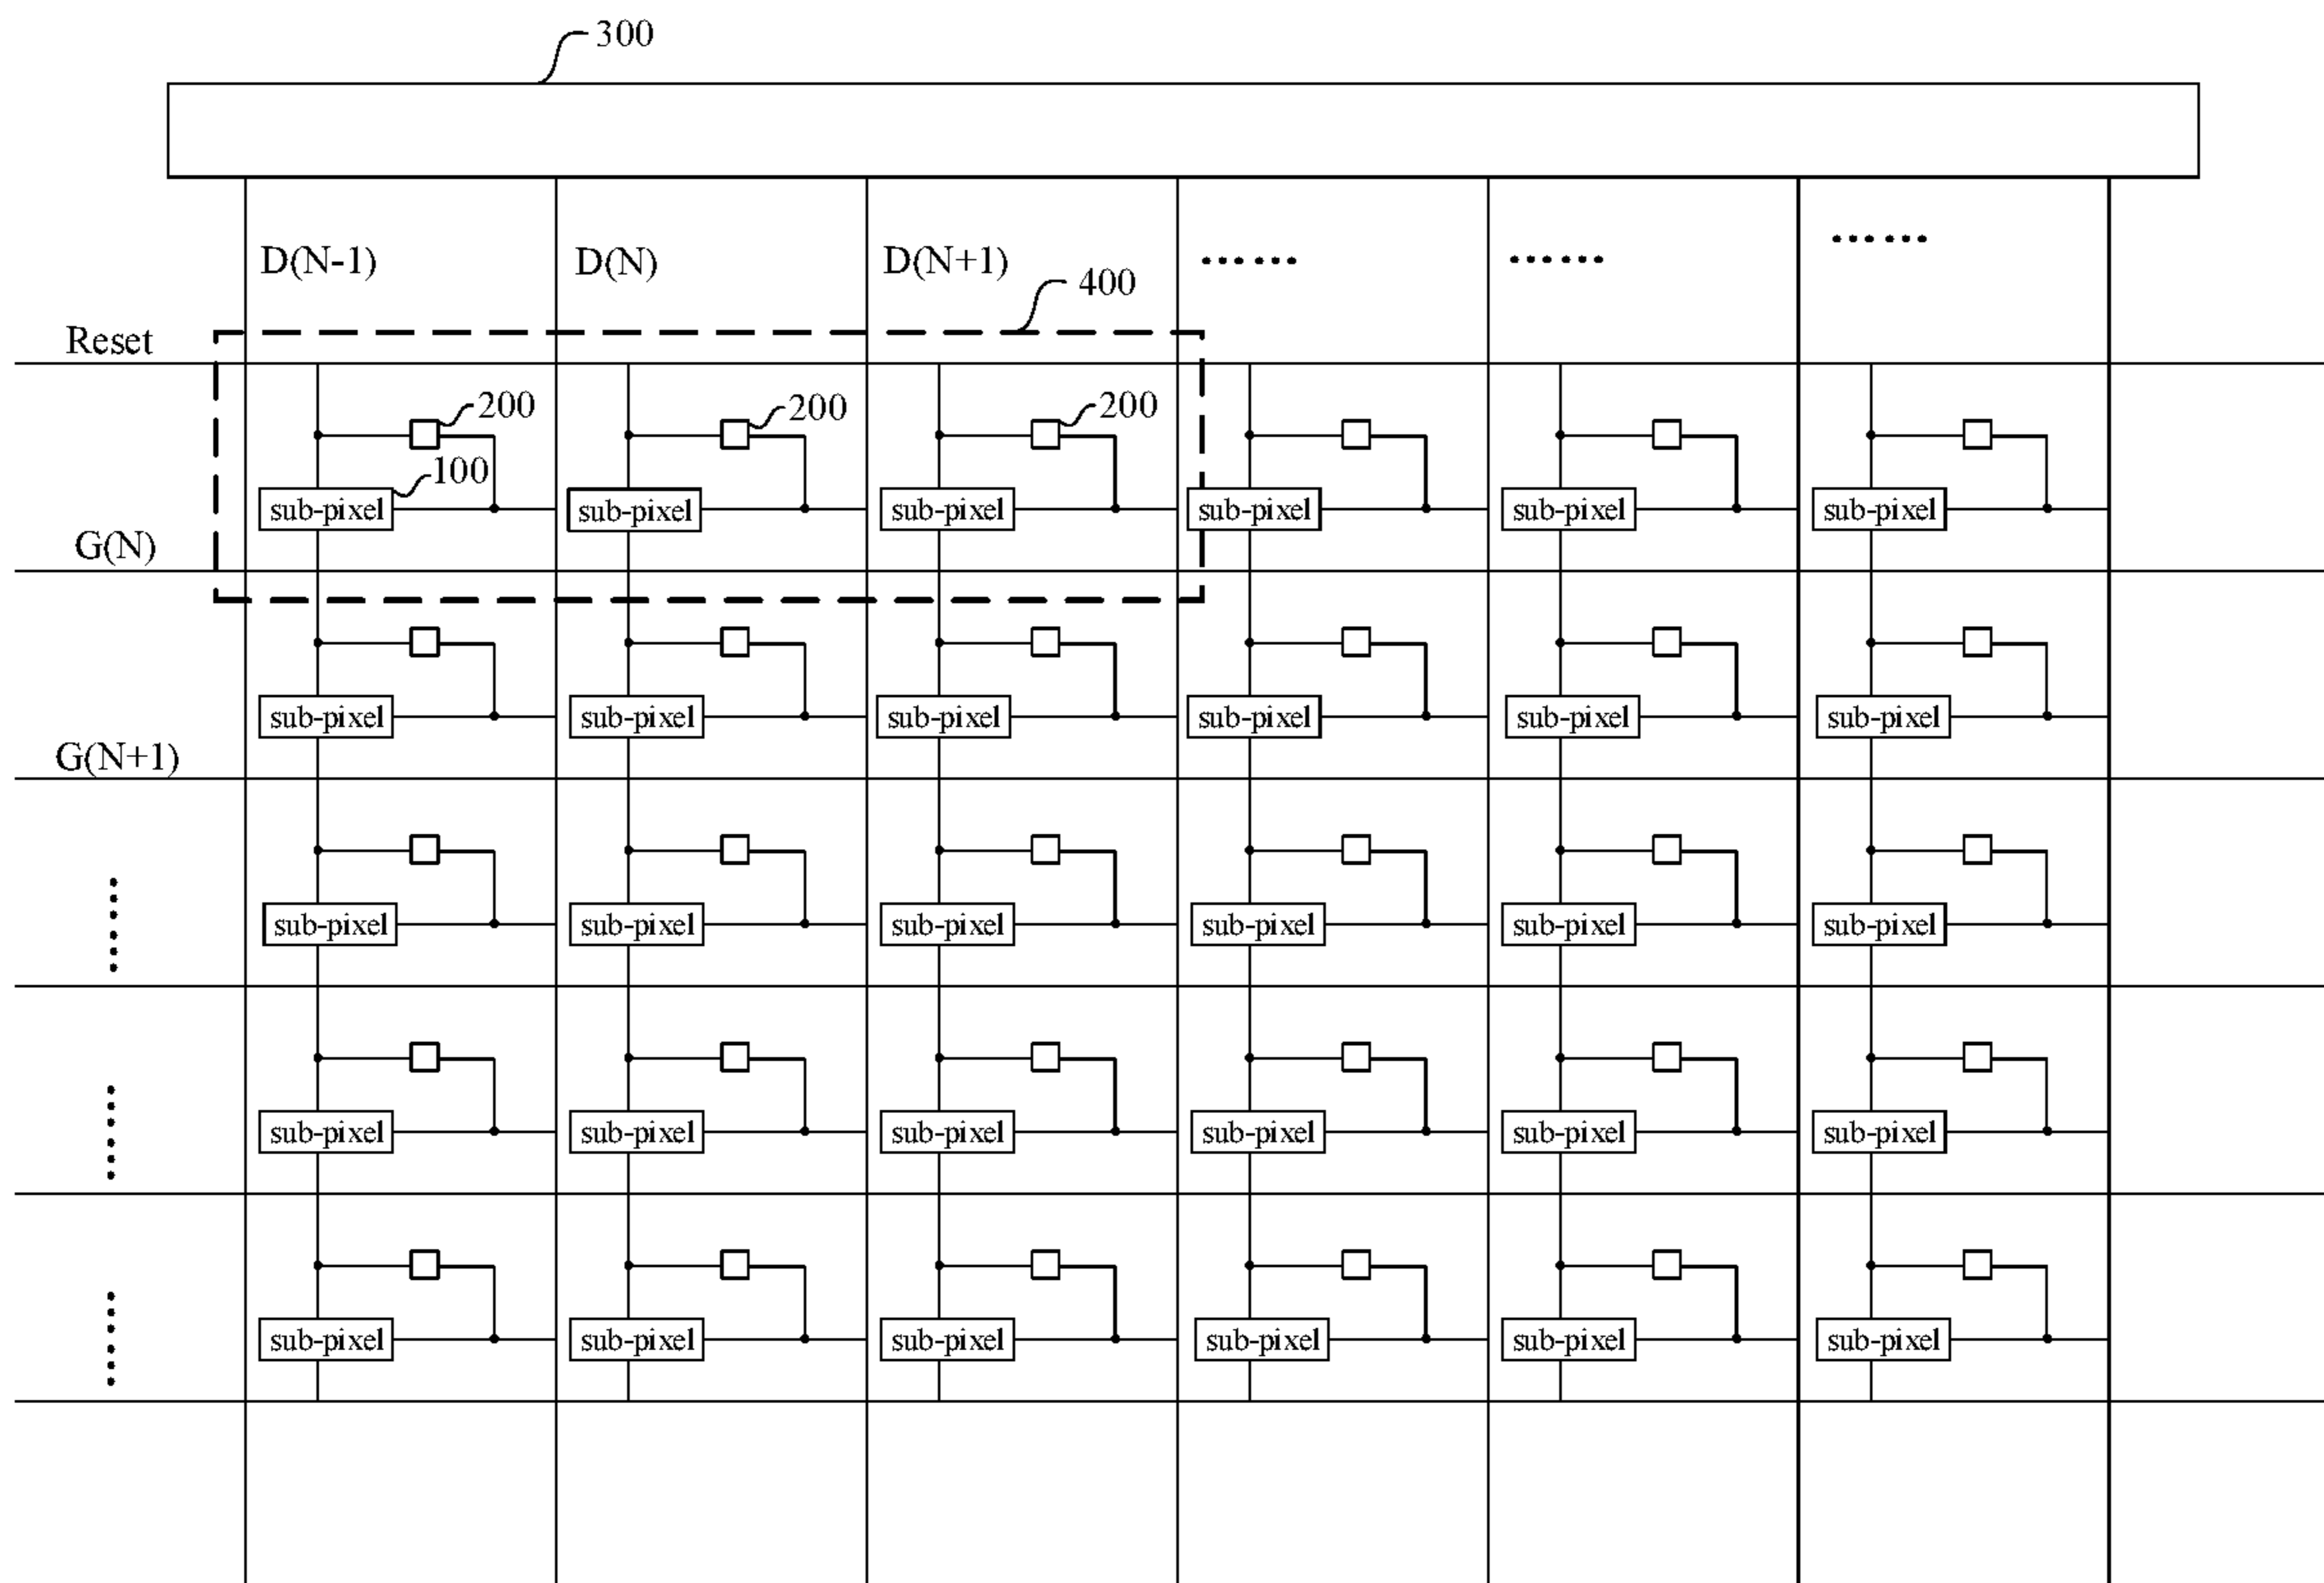 300
D(N-1) D(N) D(N+1) ...... ...... ......
400
Reset
200 200 200
100
sub-pixel sub-pixel sub-pixel sub-pixel sub-pixel sub-pixel
G(N)
sub-pixel sub-pixel sub-pixel sub-pixel sub-pixel sub-pixel
G(N+1)
sub-pixel sub-pixel sub-pixel sub-pixel sub-pixel sub-pixel
sub-pixel sub-pixel sub-pixel sub-pixel sub-pixel sub-pixel
sub-pixel sub-pixel sub-pixel sub-pixel sub-pixel sub-pixel